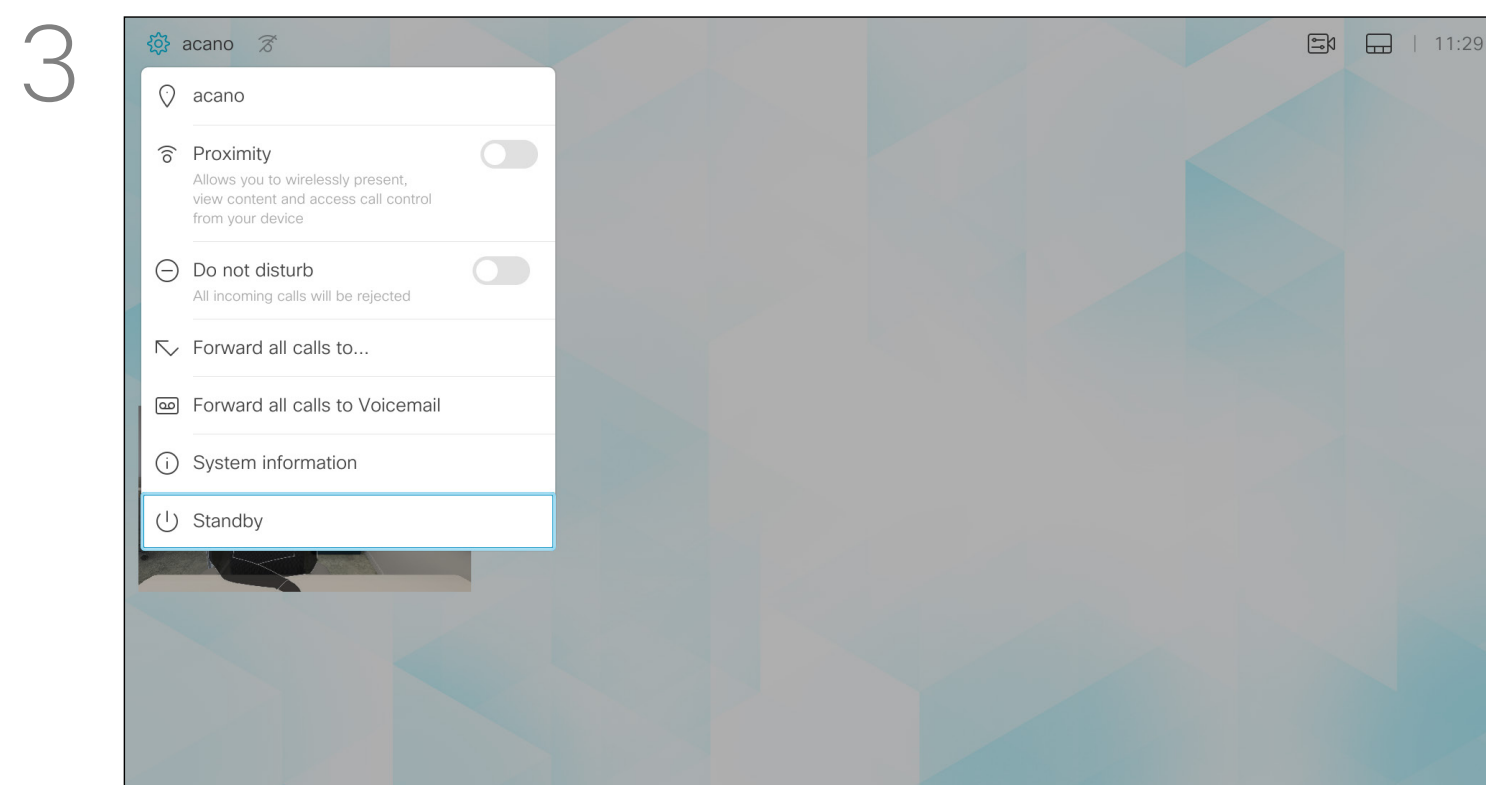 3
acano
11:29
acano
Proximity
Allows you to wirelessly present,
view content and access call control
from your device
Do not disturb
All incoming calls will be rejected
Forward all calls to...
Forward all calls to Voicemail
System information
Standby